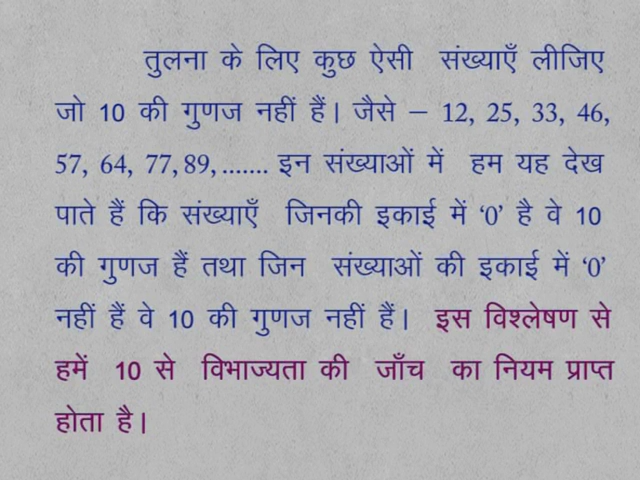 तुलना के लिए कुछ ऐसी संख्याएँ लीजिए
जो 10 की गुणज नहीं हैं। जैसे – 12, 25, 33, 46,
57, 64, 77, 89, ....... इन संख्याओं में हम यह देख
पाते हैं कि संख्याएँ जिनकी इकाई में ‘0’ है वे 10
की गुणज हैं तथा जिन संख्याओं की इकाई में ‘0’
नहीं हैं वे 10 की गुणज नहीं हैं। इस विश्लेषण से
हमें 10 से विभाज्यता की जाँच का नियम प्राप्त
होता है।